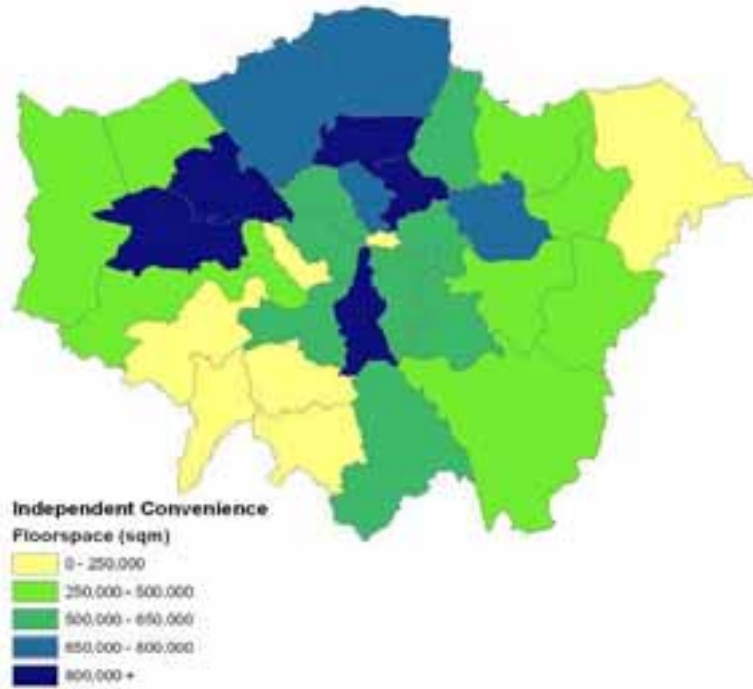 Independent Convenience
Floorspace (sqm)
0 - 250,000
250,000 - 500,000
500,000 - 650,000
650,000 - 800,000
800,000 +